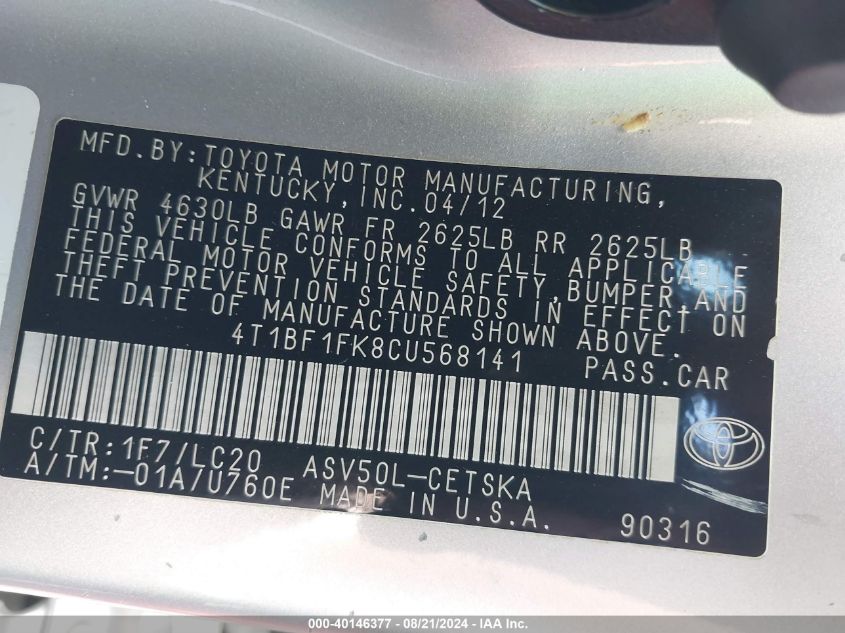 MFD.BY:TOYOTA MOTOR MANUFACTURING,
KENTUCKY,INC.04/12
GVWR 4630LB GAWR FR 2625LB RR 2625LB
THIS VEHICLE CONFORMS TO ALL APPLICABLE
FEDERAL MOTOR VEHICLE SAFETY,BUMPER,AND
THEFT PREVENTION STANDARDS IN EFFECT ON
THE DATE OF MANUFACTURE SHOWN ABOVE.
4T1BF1FK8CU568141 PASS.CAR
C/TR:1F7/LC20 ASV50L-CETSKA
A/TM:-01A/U760E MADE IN U.S.A. 90316
000-40146377 - 08/21/2024 - IAA Inc.